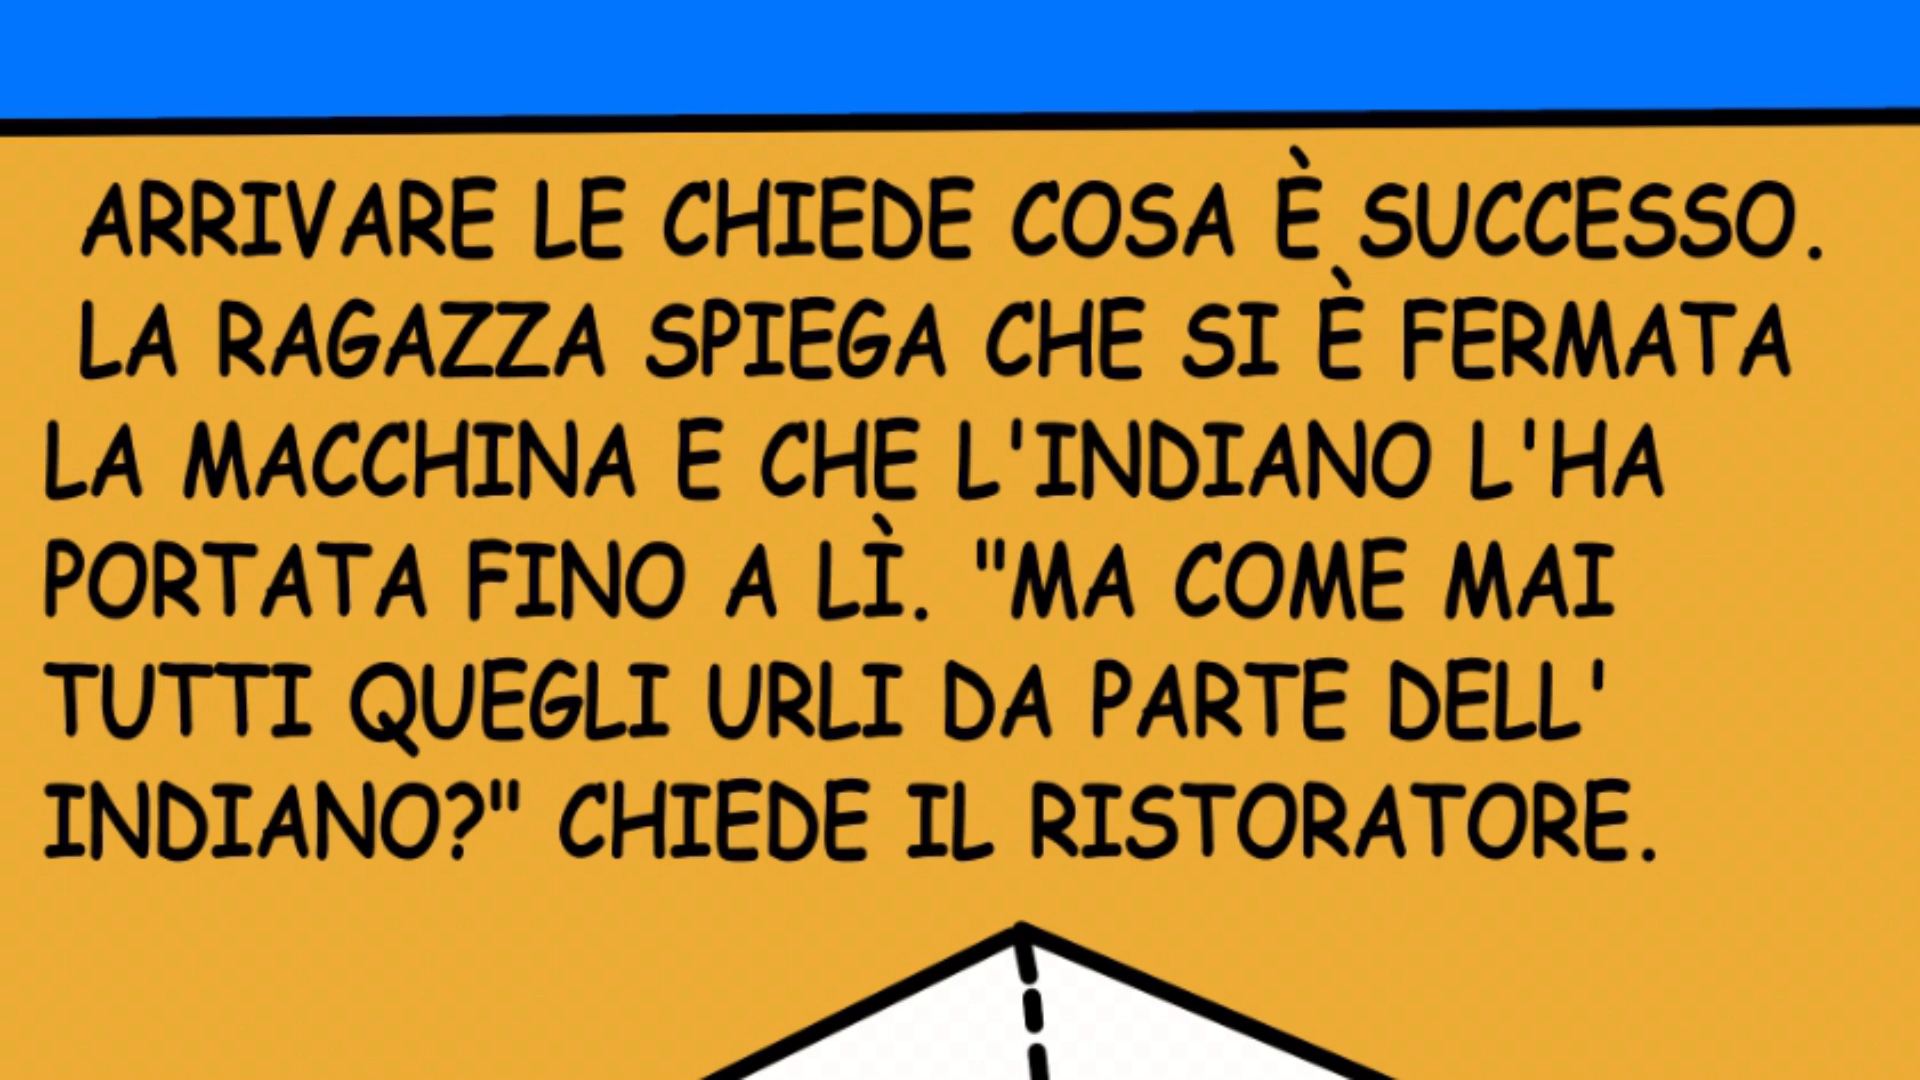 ARRIVARE LE CHIEDE COSA È SUCCESSO.
LA RAGAZZA SPIEGA CHE SI È FERMATA
LA MACCHINA E CHE L'INDIANO L'HA
PORTATA FINO A LÌ. "MA COME MAI
TUTTI QUEGLI URLI DA PARTE DELL'
INDIANO?" CHIEDE IL RISTORATORE.